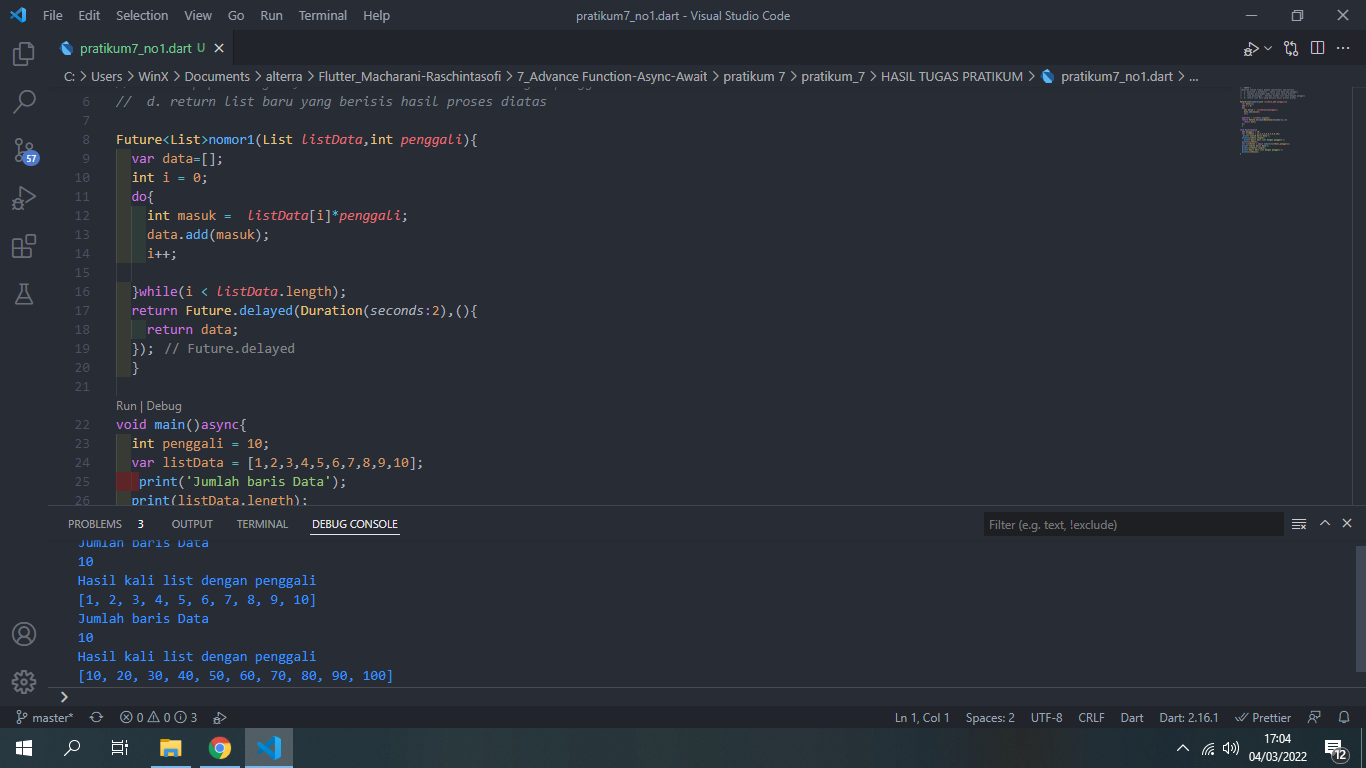 File Edit Selection View Go Run Terminal Help pratikum7_no1.dart - Visual Studio Code
pratikum7_no1.dart U
C: > Users > WinX > Documents > alterra > Flutter_Macharani-Raschintasofi > 7_Advance Function-Async-Await > pratikum 7 > pratikum_7 > HASIL TUGAS PRATIKUM > pratikum7_no1.dart > ...
6 // d. return list baru yang berisis hasil proses diatas
7
8 Future<List>nomor1(List listData,int penggali){
9 var data=[];
10 int i = 0;
11 do{
12 int masuk = listData[i]*penggali;
13 data.add(masuk);
14 i++;
15
16 }while(i < listData.length);
17 return Future.delayed(Duration(seconds:2),(){
18 return data;
19 }); // Future.delayed
20 }
21
Run | Debug
22 void main()async{
23 int penggali = 10;
24 var listData = [1,2,3,4,5,6,7,8,9,10];
25 print('Jumlah baris Data');
26 print(listData.length);
PROBLEMS 3 OUTPUT TERMINAL DEBUG CONSOLE Filter (e.g. text, !exclude)
Jumlah baris Data
10
Hasil kali list dengan penggali
[1, 2, 3, 4, 5, 6, 7, 8, 9, 10]
Jumlah baris Data
10
Hasil kali list dengan penggali
[10, 20, 30, 40, 50, 60, 70, 80, 90, 100]
57
master* 0 0 3 Ln 1, Col 1 Spaces: 2 UTF-8 CRLF Dart Dart: 2.16.1 Prettier
17:04
04/03/2022
12